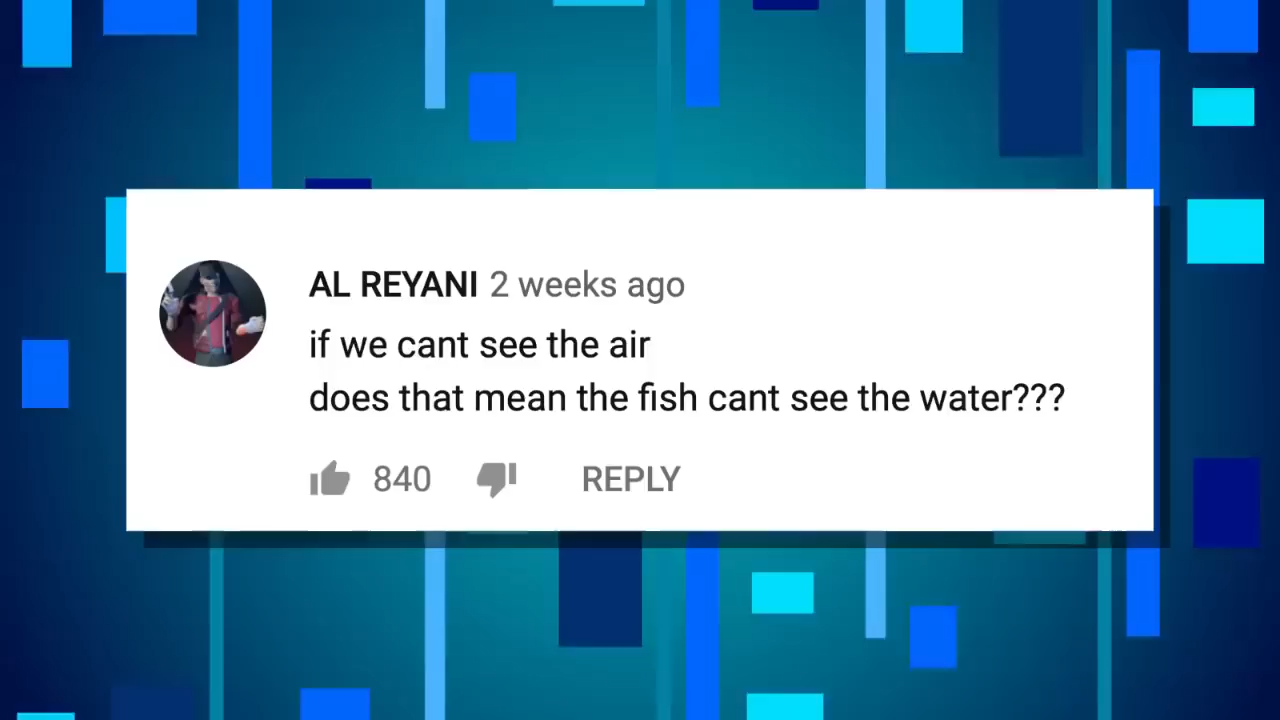 AL REYANI 2 weeks ago
if we cant see the air
does that mean the fish cant see the water???
840 REPLY